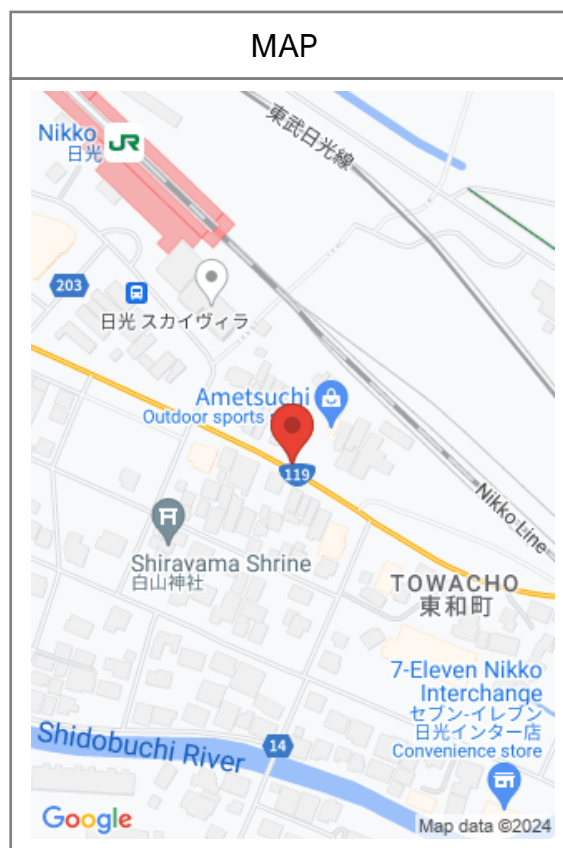 MAP
東武日光線
Nikko
日光
JR
203
日光 スカイヴィラ
Ametsuchi
Outdoor sports s
119
Nikko Line
Shirayama Shrine
白山神社
TOWACHO
東和町
7-Eleven Nikko
Interchange
セブン-イレブン
日光インター店
Convenience store
14
Shidobuchi River
Google
Map data ©2024